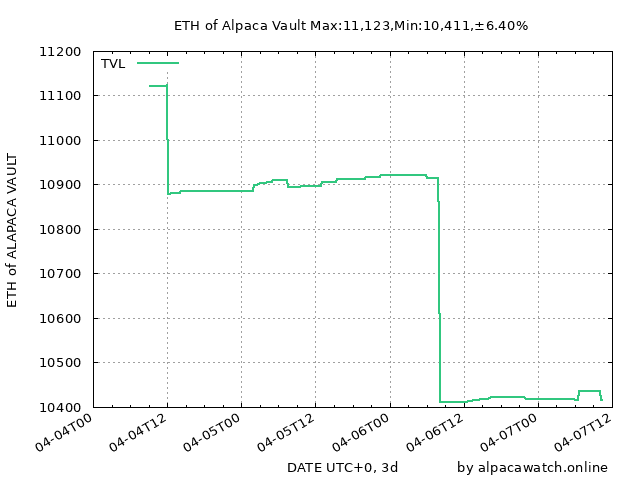 ETH of Alpaca Vault Max:11,123,Min:10,411,±6.40%
TVL
11200
11100
11000
10900
10800
10700
10600
10500
10400
ETH of ALAPACA VAULT
04-04T00
04-04T12
04-05T00
04-05T12
04-06T00
04-06T12
04-07T00
04-07T12
DATE UTC+0, 3d
by alpacawatch.online